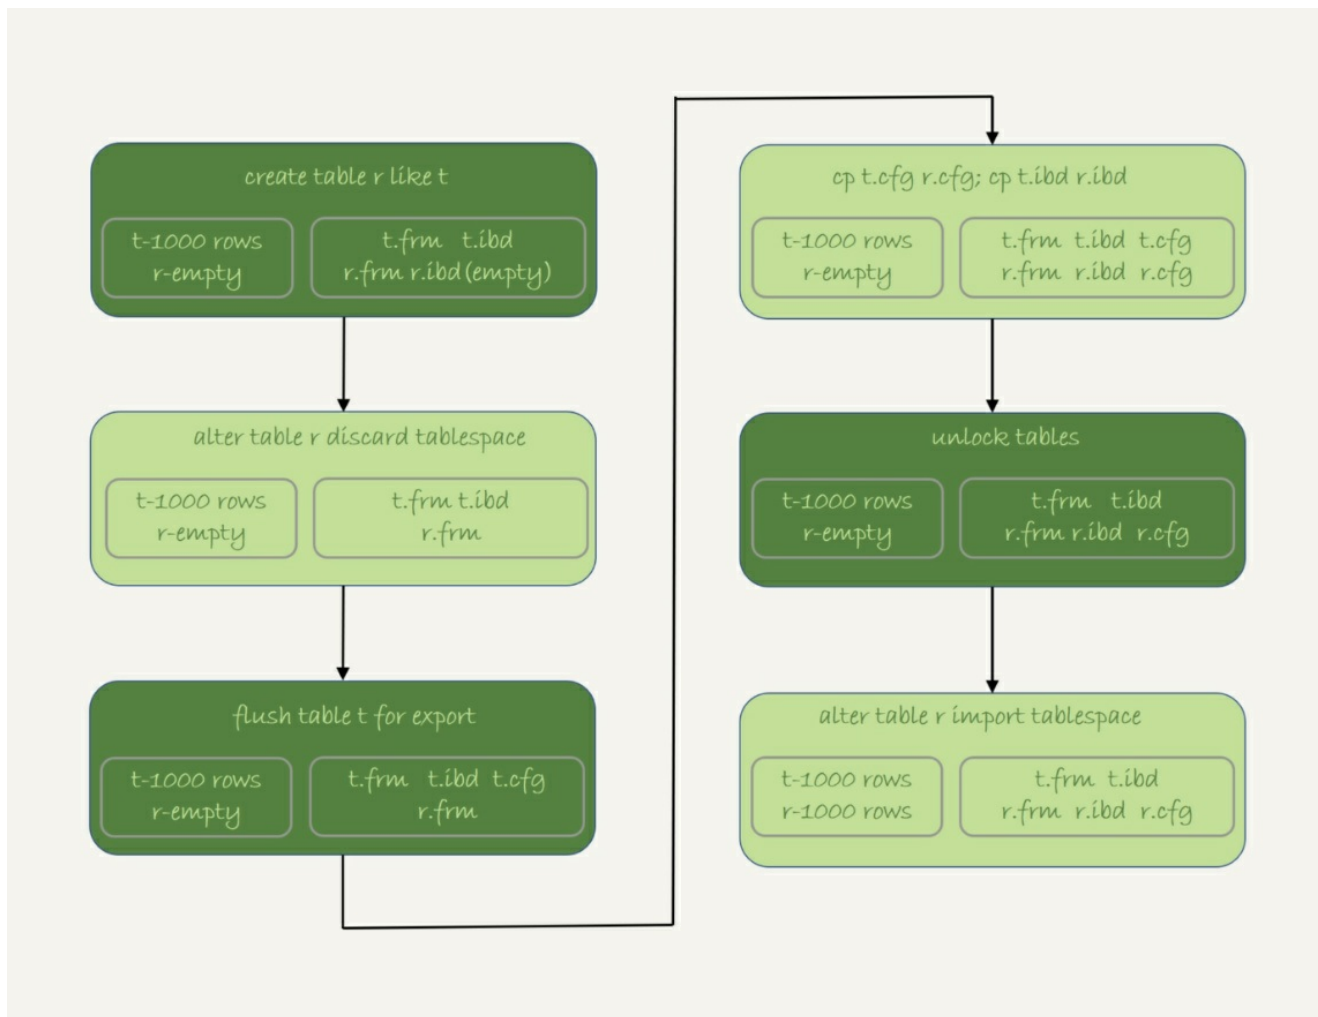 create table r like t
t-1000 rows
r-empty
t.frm t.ibd
r.frm r.ibd(empty)
alter table r discard tablespace
t-1000 rows
r-empty
t.frm t.ibd
r.frm
flush table t for export
t-1000 rows
r-empty
t.frm t.ibd t.cfg
r.frm
cp t.cfg r.cfg; cp t.ibd r.ibd
t-1000 rows
r-empty
t.frm t.ibd t.cfg
r.frm r.ibd r.cfg
unlock tables
t-1000 rows
r-empty
t.frm t.ibd
r.frm r.ibd r.cfg
alter table r import tablespace
t-1000 rows
r-1000 rows
t.frm t.ibd
r.frm r.ibd r.cfg